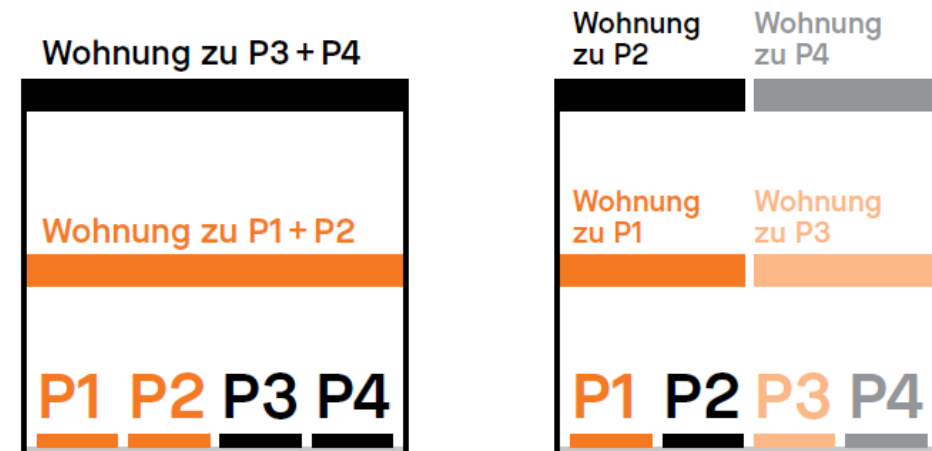 Wohnung zu P3 + P4
Wohnung zu P1 + P2
P1 P2 P3 P4
Wohnung
zu P2
Wohnung
zu P4
Wohnung
zu P1
Wohnung
zu P3
P1 P2 P3 P4